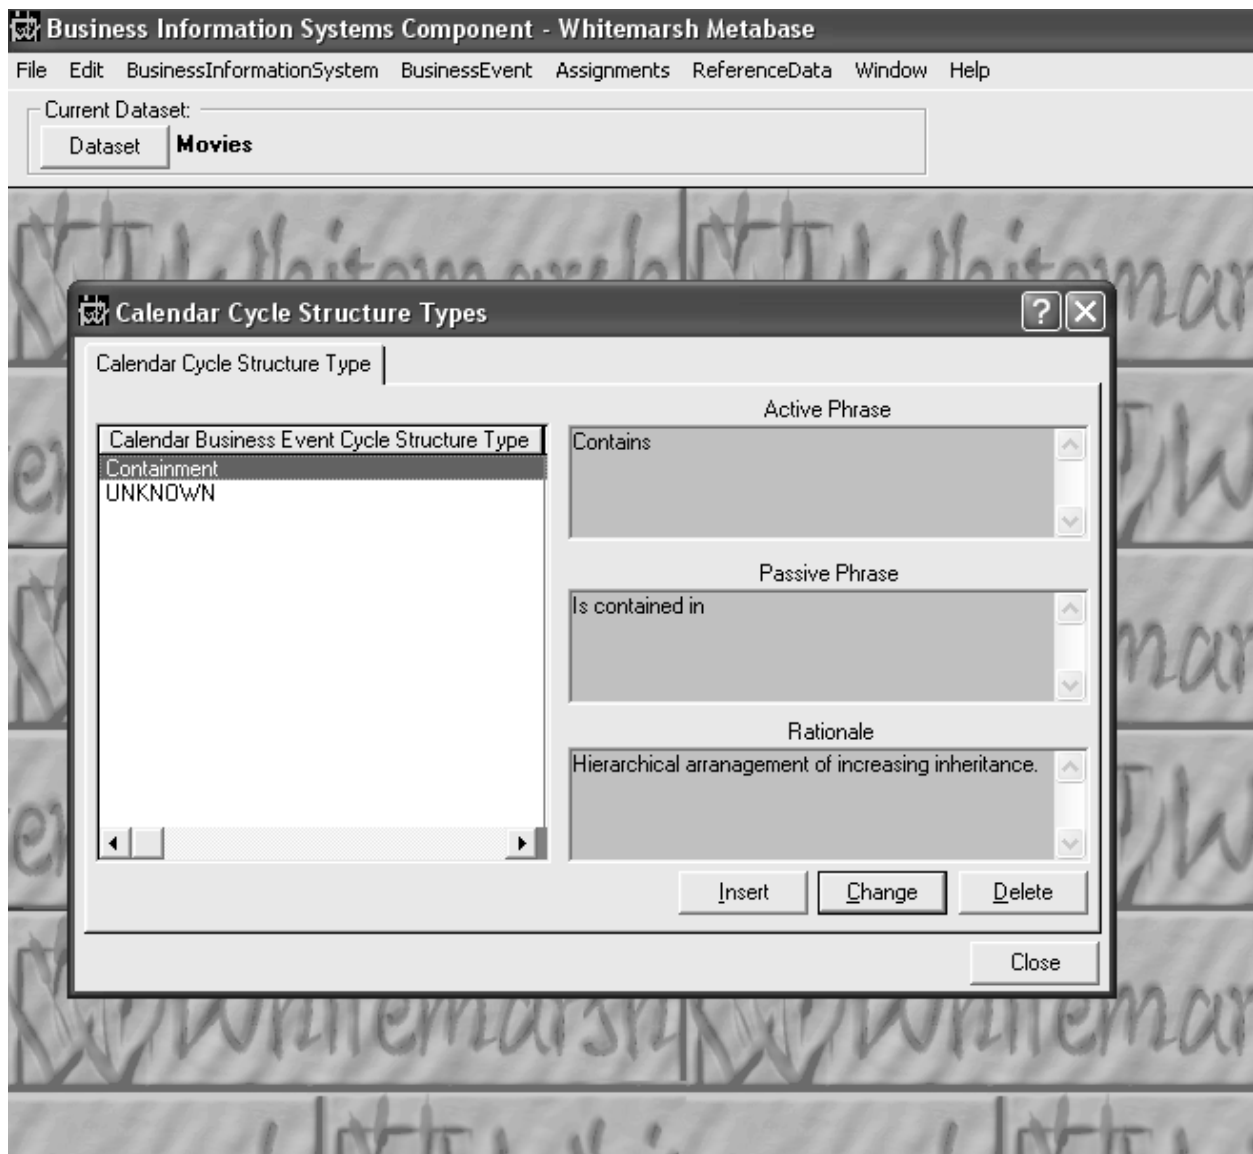 Business Information Systems Component - Whitemarsh Metabase
File Edit BusinessInformationSystem BusinessEvent Assignments ReferenceData Window Help
Current Dataset:
Dataset Movies
Calendar Cycle Structure Types
Calendar Cycle Structure Type
Calendar Business Event Cycle Structure Type
Containment
UNKNOWN
Active Phrase
Contains
Passive Phrase
Is contained in
Rationale
Hierarchical arranagement of increasing inheritance.
Insert Change Delete
Close
Whitemarsh